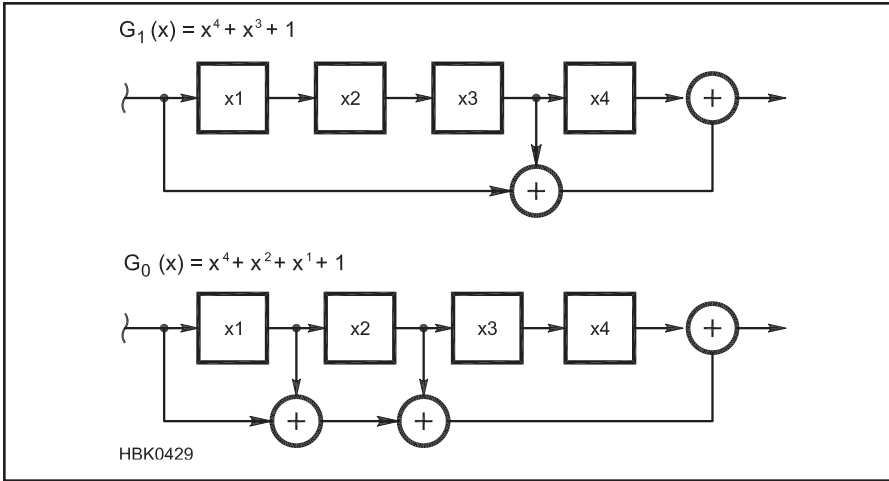 G₁ (x) = x⁴ + x³ + 1
x1 x2 x3 x4 +
+
G₀ (x) = x⁴ + x² + x¹ + 1
x1 x2 x3 x4 +
+ +
HBK0429